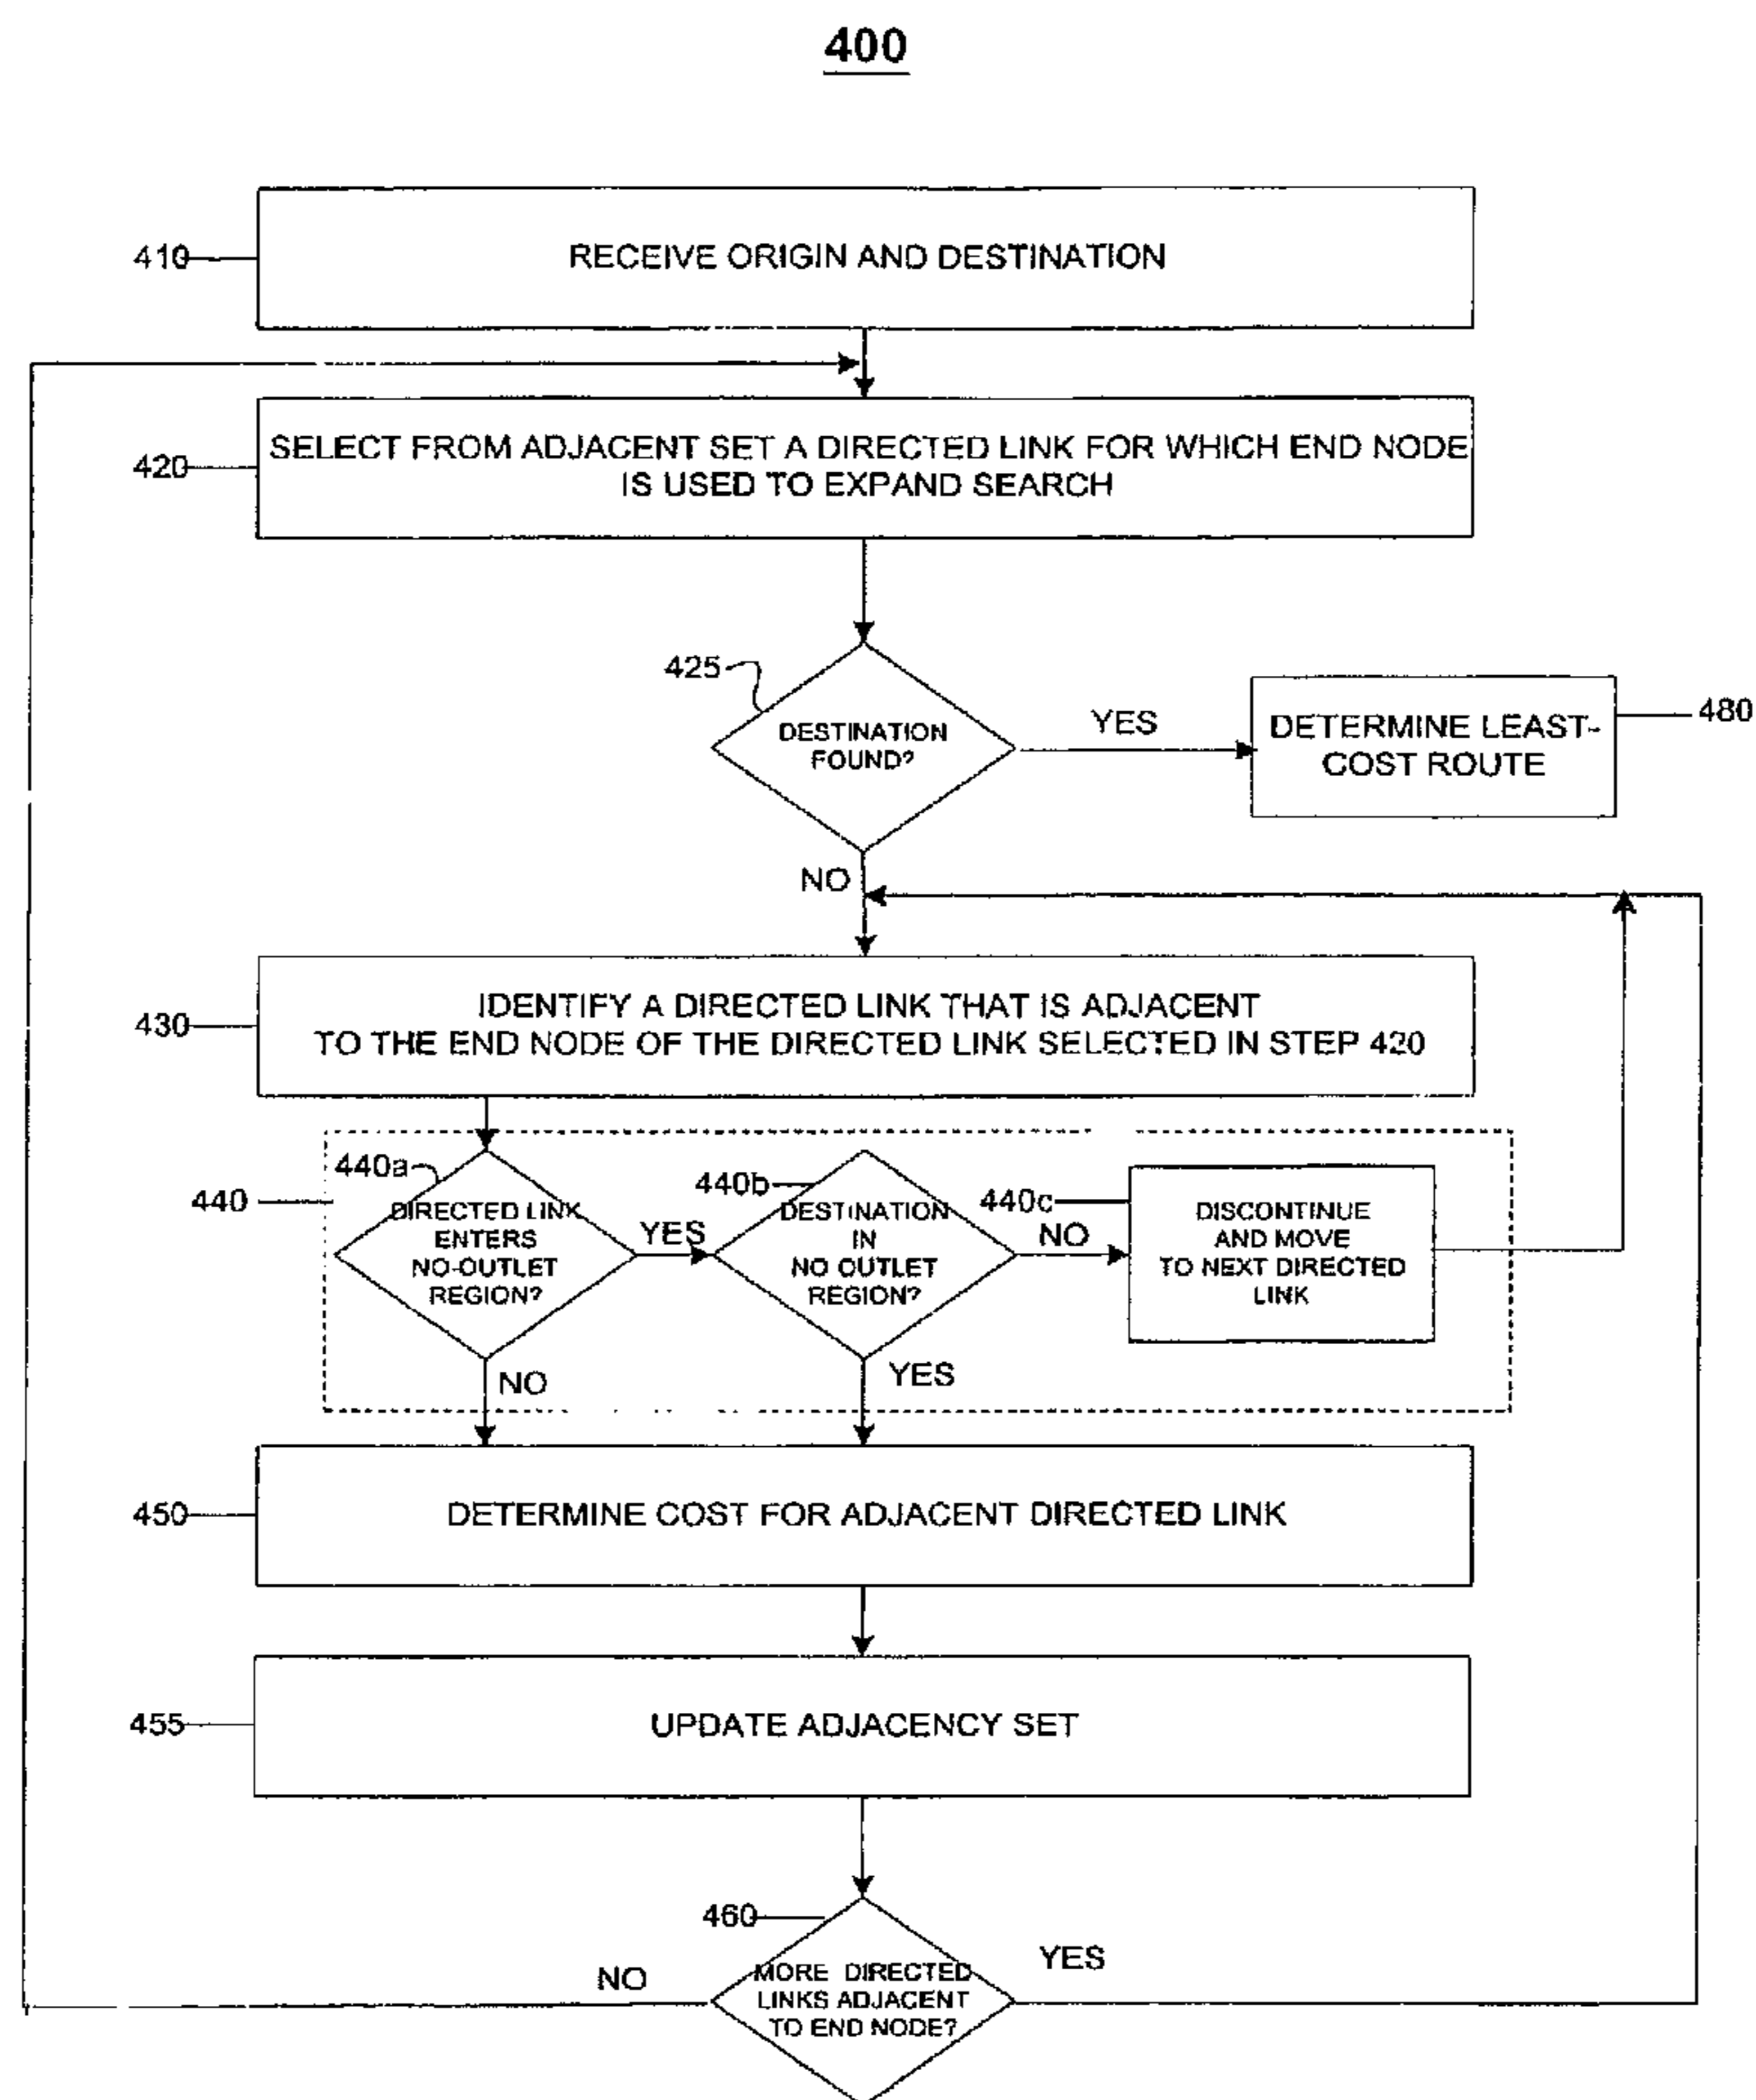 400
410
RECEIVE ORIGIN AND DESTINATION
420
SELECT FROM ADJACENT SET A DIRECTED LINK FOR WHICH END NODE
IS USED TO EXPAND SEARCH
425
DESTINATION
FOUND?
YES
DETERMINE LEAST-
COST ROUTE
480
NO
430
IDENTIFY A DIRECTED LINK THAT IS ADJACENT
TO THE END NODE OF THE DIRECTED LINK SELECTED IN STEP 420
440
440a
DIRECTED LINK
ENTERS
NO-OUTLET
REGION?
YES
440b
DESTINATION
IN
NO OUTLET
REGION?
NO
440c
DISCONTINUE
AND MOVE
TO NEXT DIRECTED
LINK
NO
YES
450
DETERMINE COST FOR ADJACENT DIRECTED LINK
455
UPDATE ADJACENCY SET
460
MORE DIRECTED
LINKS ADJACENT
TO END NODE?
NO
YES